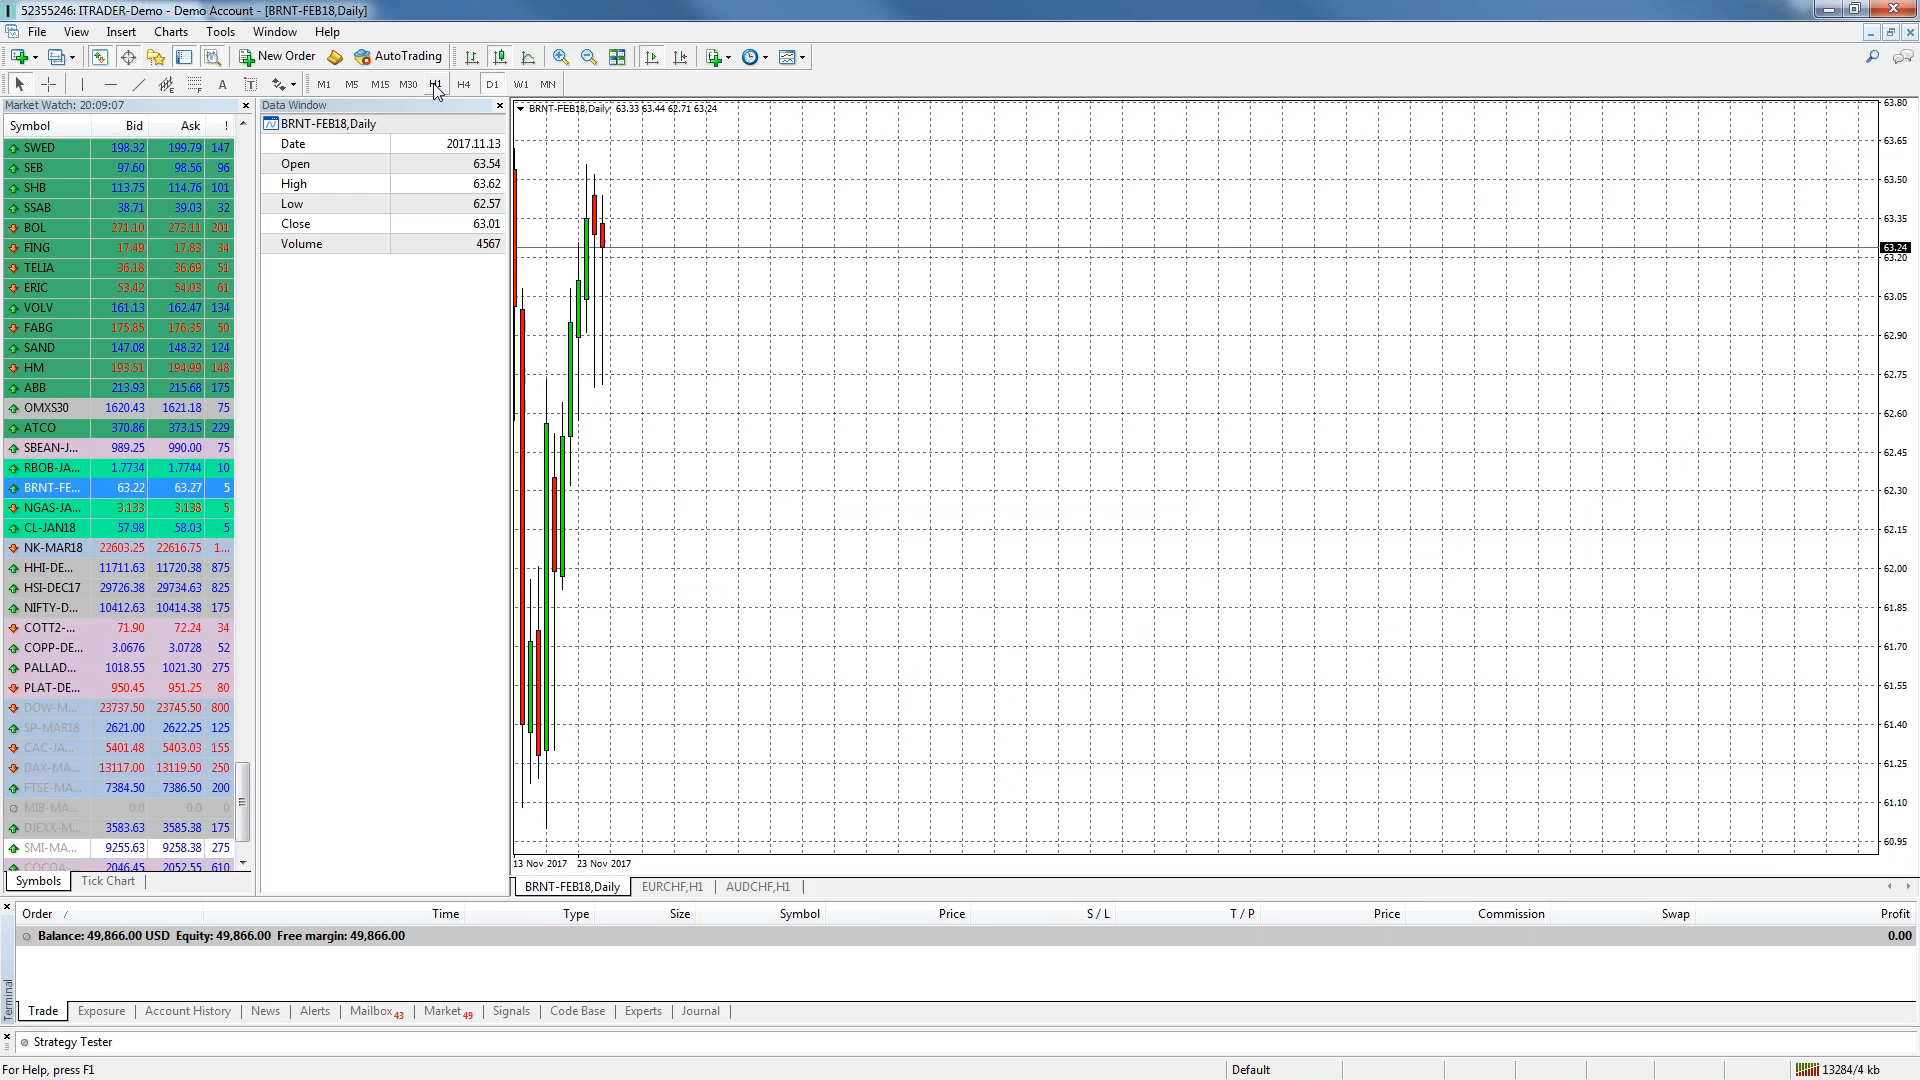 52355246: ITRADER-Demo - Demo Account - [BRNT-FEB18,Daily]
File View Insert Charts Tools Window Help
New Order AutoTrading
A T M1 M5 M15 M30 H1 H4 D1 W1 MN
Market Watch: 20:09:07
Symbol Bid Ask !
SWED 198.32 199.79 147
SEB 97.60 98.56 96
SHB 113.75 114.76 101
SSAB 38.71 39.03 32
BOL 271.10 273.11 201
FING 17.49 17.83 34
TELIA 36.18 36.69 51
ERIC 53.42 54.03 61
VOLV 161.13 162.47 134
FABG 175.85 176.35 50
SAND 147.08 148.32 124
HM 193.51 194.99 148
ABB 213.93 215.68 175
OMXS30 1620.43 1621.18 75
ATCO 370.86 373.15 229
SBEAN-J... 989.25 990.00 75
RBOB-JA... 1.7734 1.7744 10
BRNT-FE... 63.22 63.27 5
NGAS-JA... 3.133 3.138 5
CL-JAN18 57.98 58.03 5
NK-MAR18 22603.25 22616.75 1...
HHI-DE... 11711.63 11720.38 875
HSI-DEC17 29726.38 29734.63 825
NIFTY-D... 10412.63 10414.38 175
COTT2-... 71.90 72.24 34
COPP-DE... 3.0676 3.0728 52
PALLAD... 1018.55 1021.30 275
PLAT-DE... 950.45 951.25 80
DOW-M... 23737.50 23745.50 800
SP-MAR18 2621.00 2622.25 125
CAC-JA... 5401.48 5403.03 155
DAX-MA... 13117.00 13119.50 250
FTSE-MA... 7384.50 7386.50 200
MIB-MA... 0.0 0.0 0
DJEXX-M... 3583.63 3585.38 175
SMI-MA... 9255.63 9258.38 275
COCOA-... 2046.45 2052.55 610
Symbols Tick Chart
Data Window
BRNT-FEB18,Daily
Date 2017.11.13
Open 63.54
High 63.62
Low 62.57
Close 63.01
Volume 4567
BRNT-FEB18,Daily 63.33 63.44 62.71 63.24
63.80
63.65
63.50
63.35
63.24
63.20
63.05
62.90
62.75
62.60
62.45
62.30
62.15
62.00
61.85
61.70
61.55
61.40
61.25
61.10
60.95
13 Nov 2017 23 Nov 2017
BRNT-FEB18,Daily EURCHF,H1 AUDCHF,H1
Order / Time Type Size Symbol Price S / L T / P Price Commission Swap Profit
Balance: 49,866.00 USD Equity: 49,866.00 Free margin: 49,866.00 0.00
Terminal
Trade Exposure Account History News Alerts Mailbox 43 Market 49 Signals Code Base Experts Journal
Strategy Tester
For Help, press F1 Default 13284/4 kb